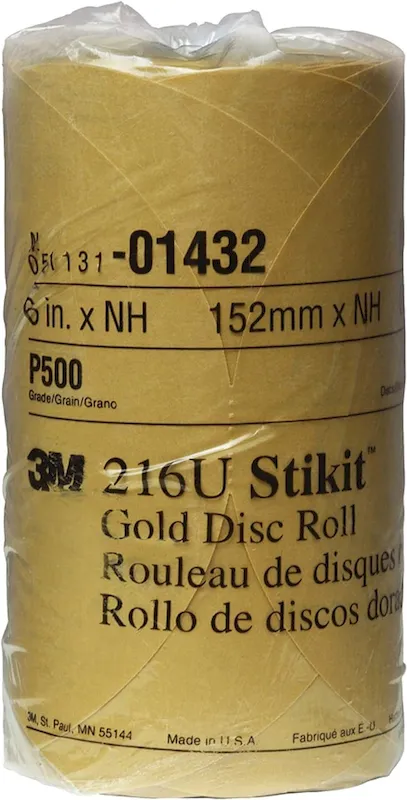 -01432
6 in. x NH 152mm x NH
P500
Grade/Grain/Grano
3M 216U Stikit™
Gold Disc Roll
Rouleau de disques
Rollo de discos
3M, St. Paul, MN 55144 Made in U.S.A. Fabriqué aux E.-U